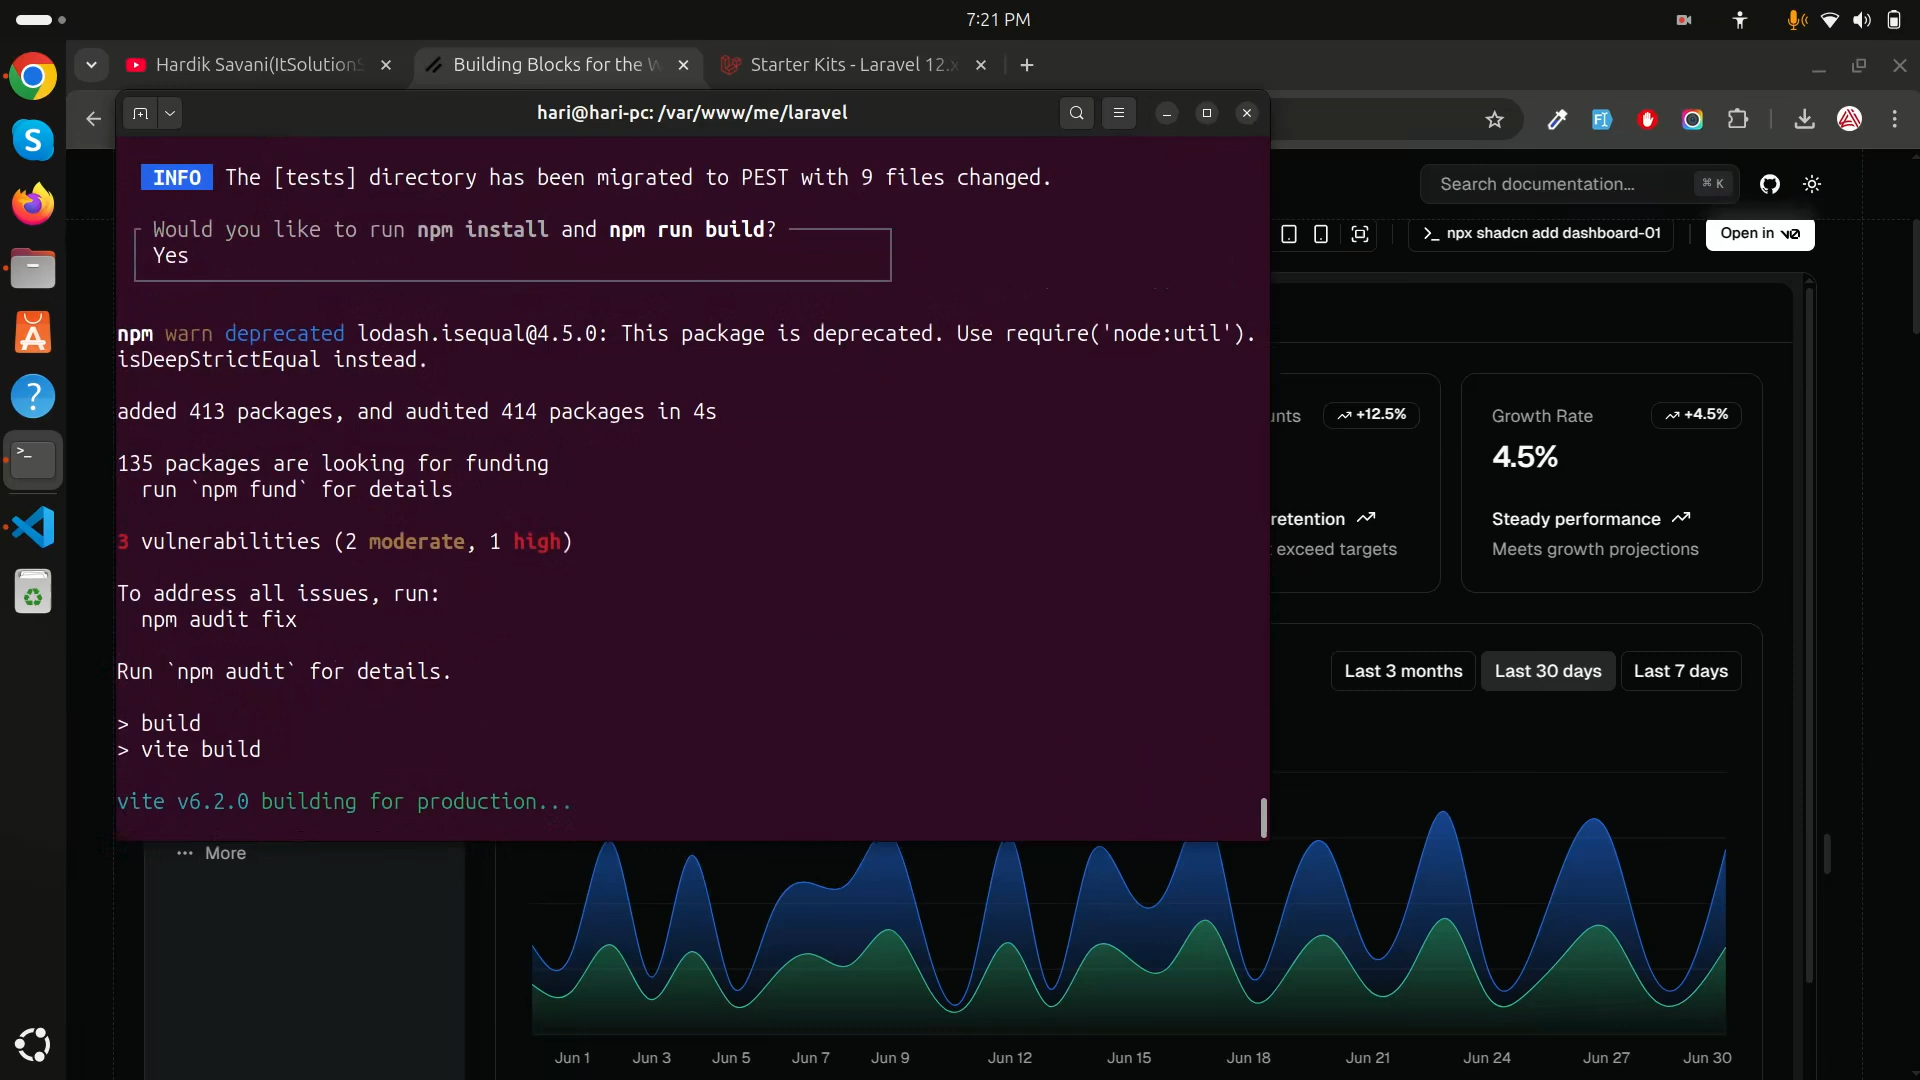 7:21 PM
Hardik Savani(ItSolutionS
Building Blocks for the W
Starter Kits - Laravel 12.x
hari@hari-pc: /var/www/me/laravel
INFO The [tests] directory has been migrated to PEST with 9 files changed.
Would you like to run npm install and npm run build?
Yes
npm warn deprecated lodash.isequal@4.5.0: This package is deprecated. Use require('node:util').
isDeepStrictEqual instead.
added 413 packages, and audited 414 packages in 4s
135 packages are looking for funding
run `npm fund` for details
3 vulnerabilities (2 moderate, 1 high)
To address all issues, run:
npm audit fix
Run `npm audit` for details.
> build
> vite build
vite v6.2.0 building for production...
Search documentation...
⌘ K
>_ npx shadcn add dashboard-01
Open in v0
unts
+12.5%
retention
exceed targets
Growth Rate
+4.5%
4.5%
Steady performance
Meets growth projections
Last 3 months
Last 30 days
Last 7 days
··· More
Jun 1
Jun 3
Jun 5
Jun 7
Jun 9
Jun 12
Jun 15
Jun 18
Jun 21
Jun 24
Jun 27
Jun 30